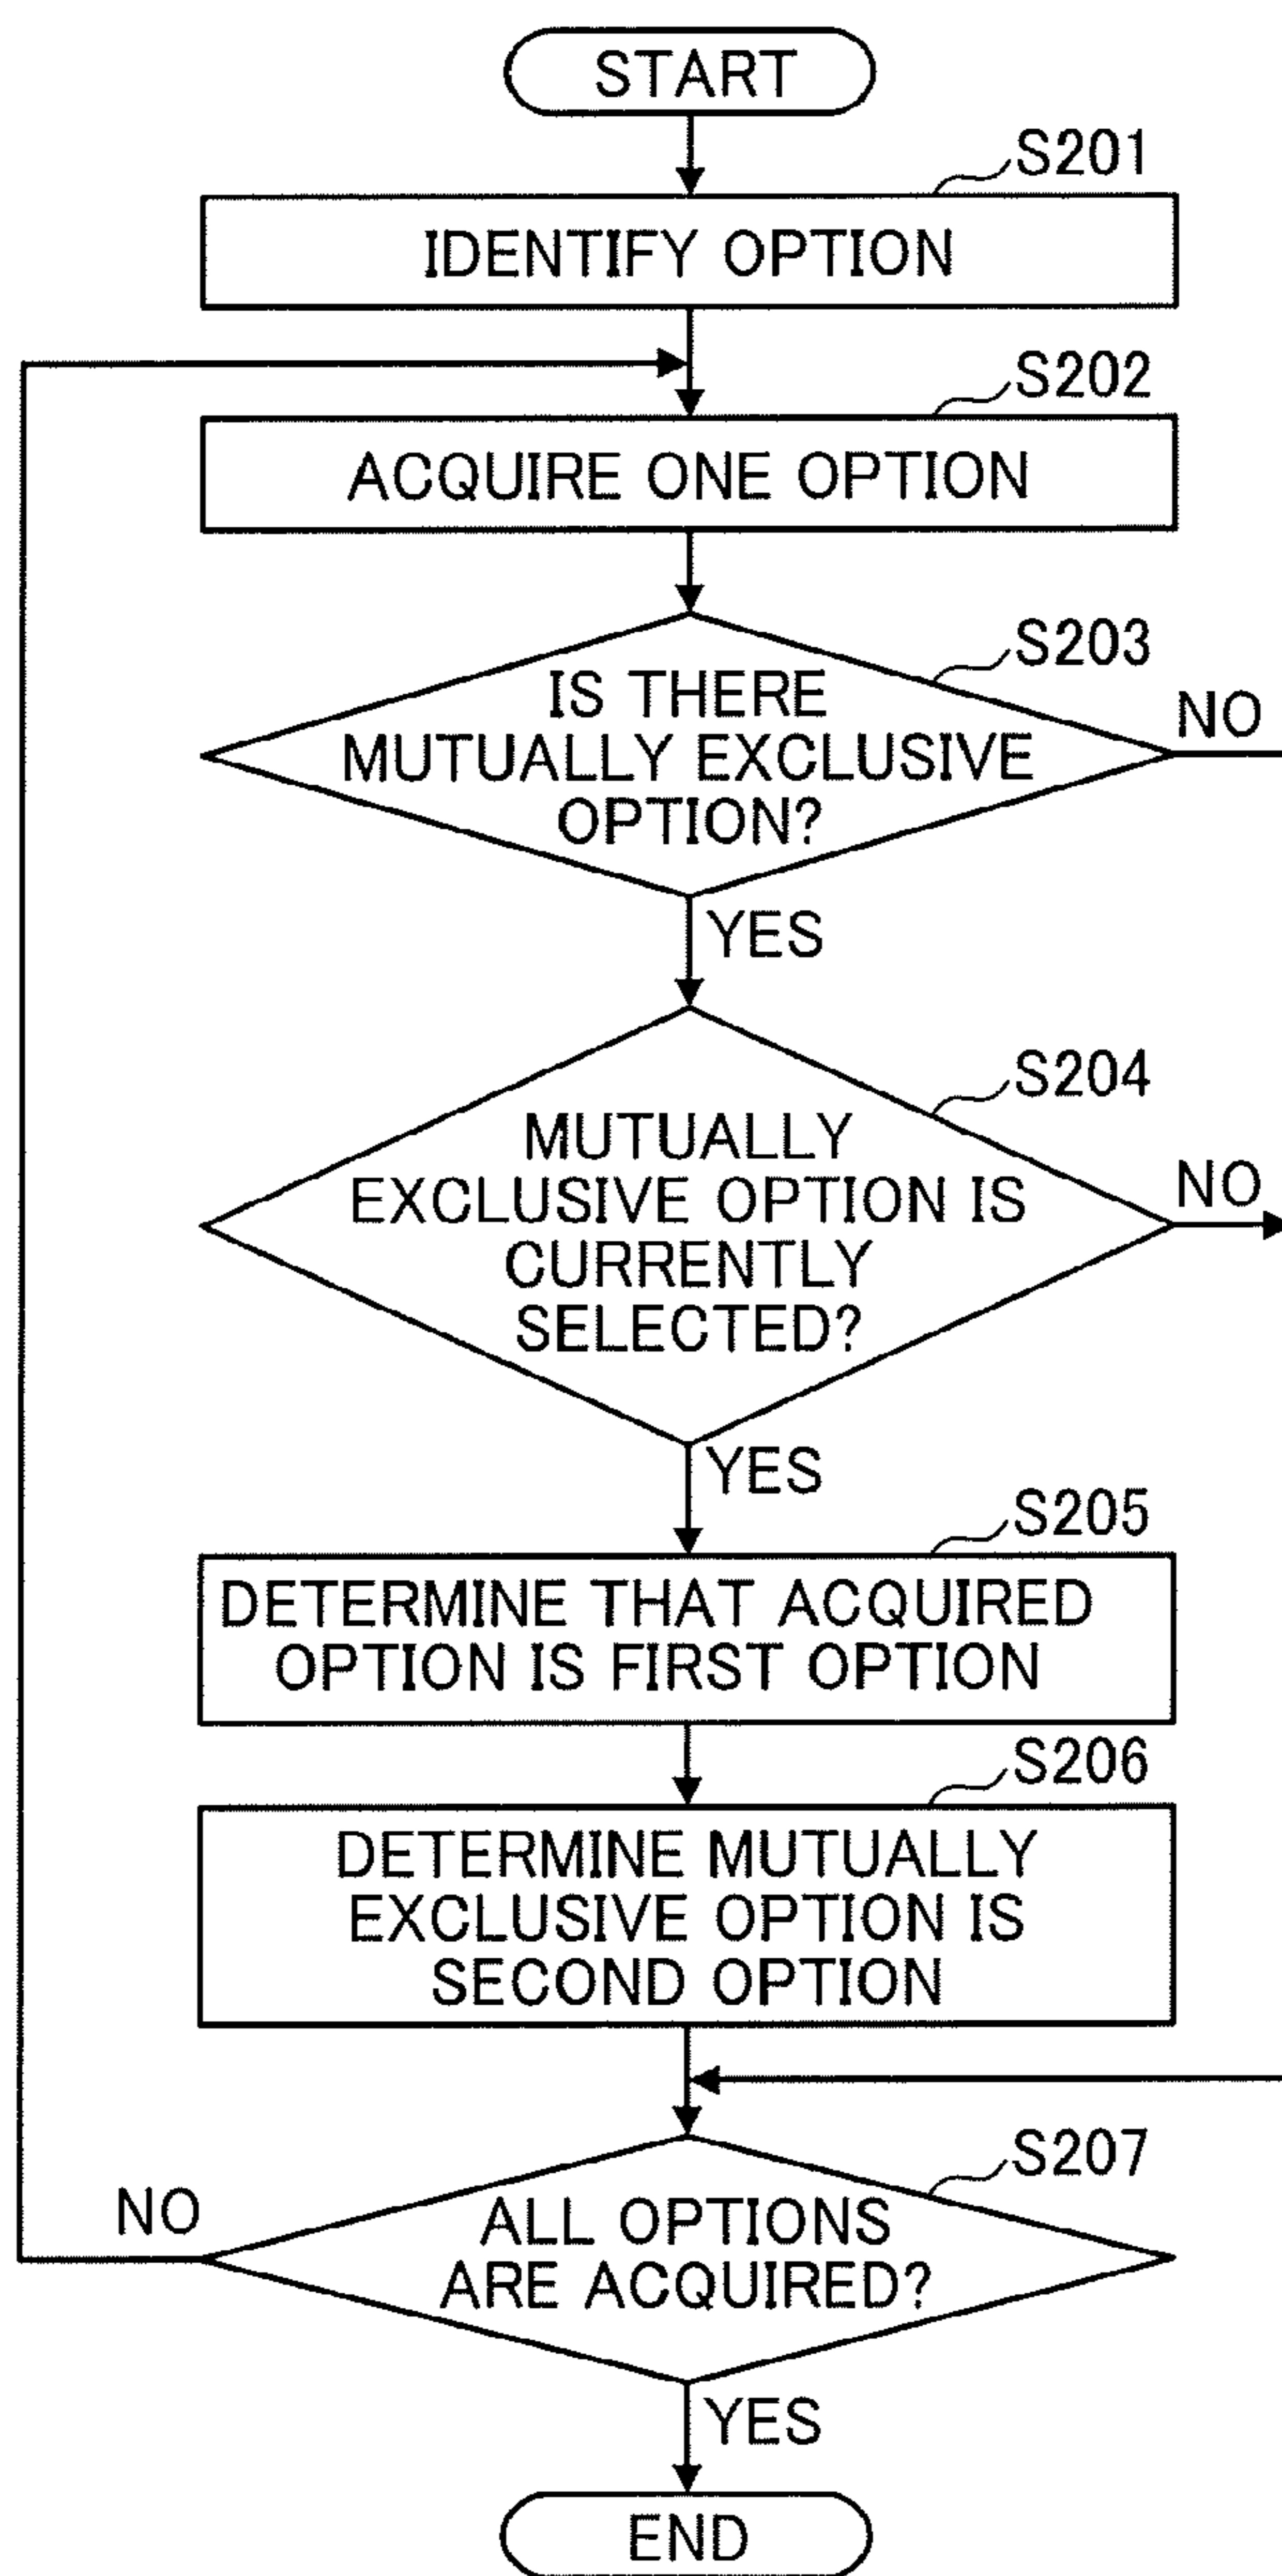 START
S201
IDENTIFY OPTION
S202
ACQUIRE ONE OPTION
S203
IS THERE
MUTUALLY EXCLUSIVE
OPTION?
NO
YES
S204
MUTUALLY
EXCLUSIVE OPTION IS
CURRENTLY
SELECTED?
NO
YES
S205
DETERMINE THAT ACQUIRED
OPTION IS FIRST OPTION
S206
DETERMINE MUTUALLY
EXCLUSIVE OPTION IS
SECOND OPTION
S207
ALL OPTIONS
ARE ACQUIRED?
NO
YES
END